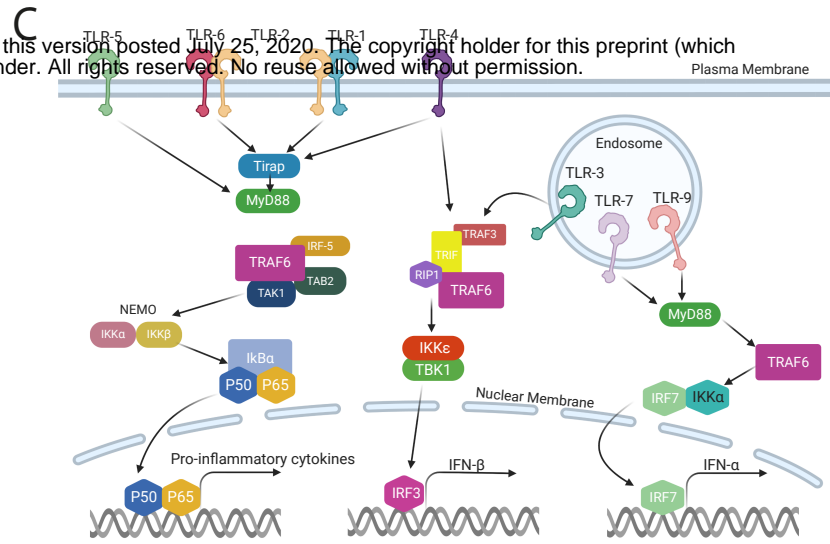 C
TLR-5 TLR-6 TLR-2 TLR-1 TLR-4
this version posted July 25, 2020. The copyright holder for this preprint (which
nder. All rights reserved. No reuse allowed without permission.
Plasma Membrane
Endosome
Tirap
TLR-3
MyD88
TLR-7
TLR-9
TRAF3
IRF-5
TRAF6
TRIF
RIP1
TAB2
TAK1
TRAF6
NEMO
MyD88
IKKα
IKKβ
IKKε
IkBα
TBK1
TRAF6
P50
P65
Nuclear Membrane
IRF7
IKKα
Pro-inflammatory cytokines
IFN-β
IFN-α
P50
P65
IRF3
IRF7